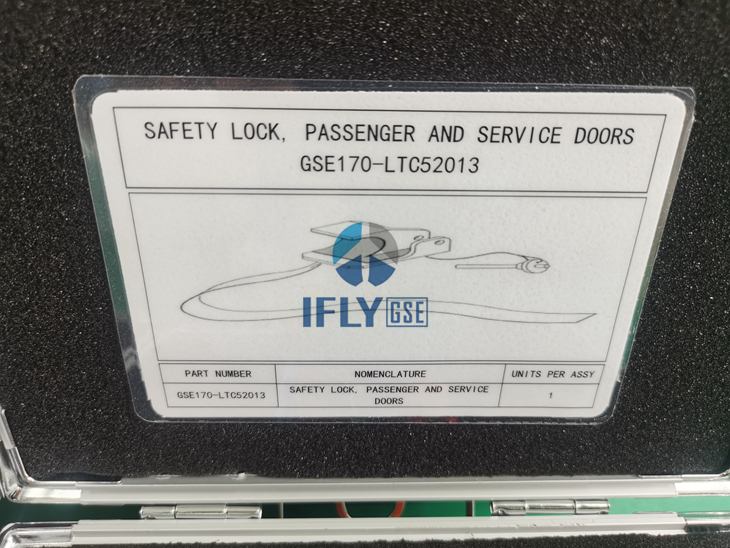 SAFETY LOCK, PASSENGER AND SERVICE DOORS
GSE170-LTC52013
IFLY GSE
PART NUMBER NOMENCLATURE UNITS PER ASSY
GSE170-LTC52013 SAFETY LOCK, PASSENGER AND SERVICE DOORS 1